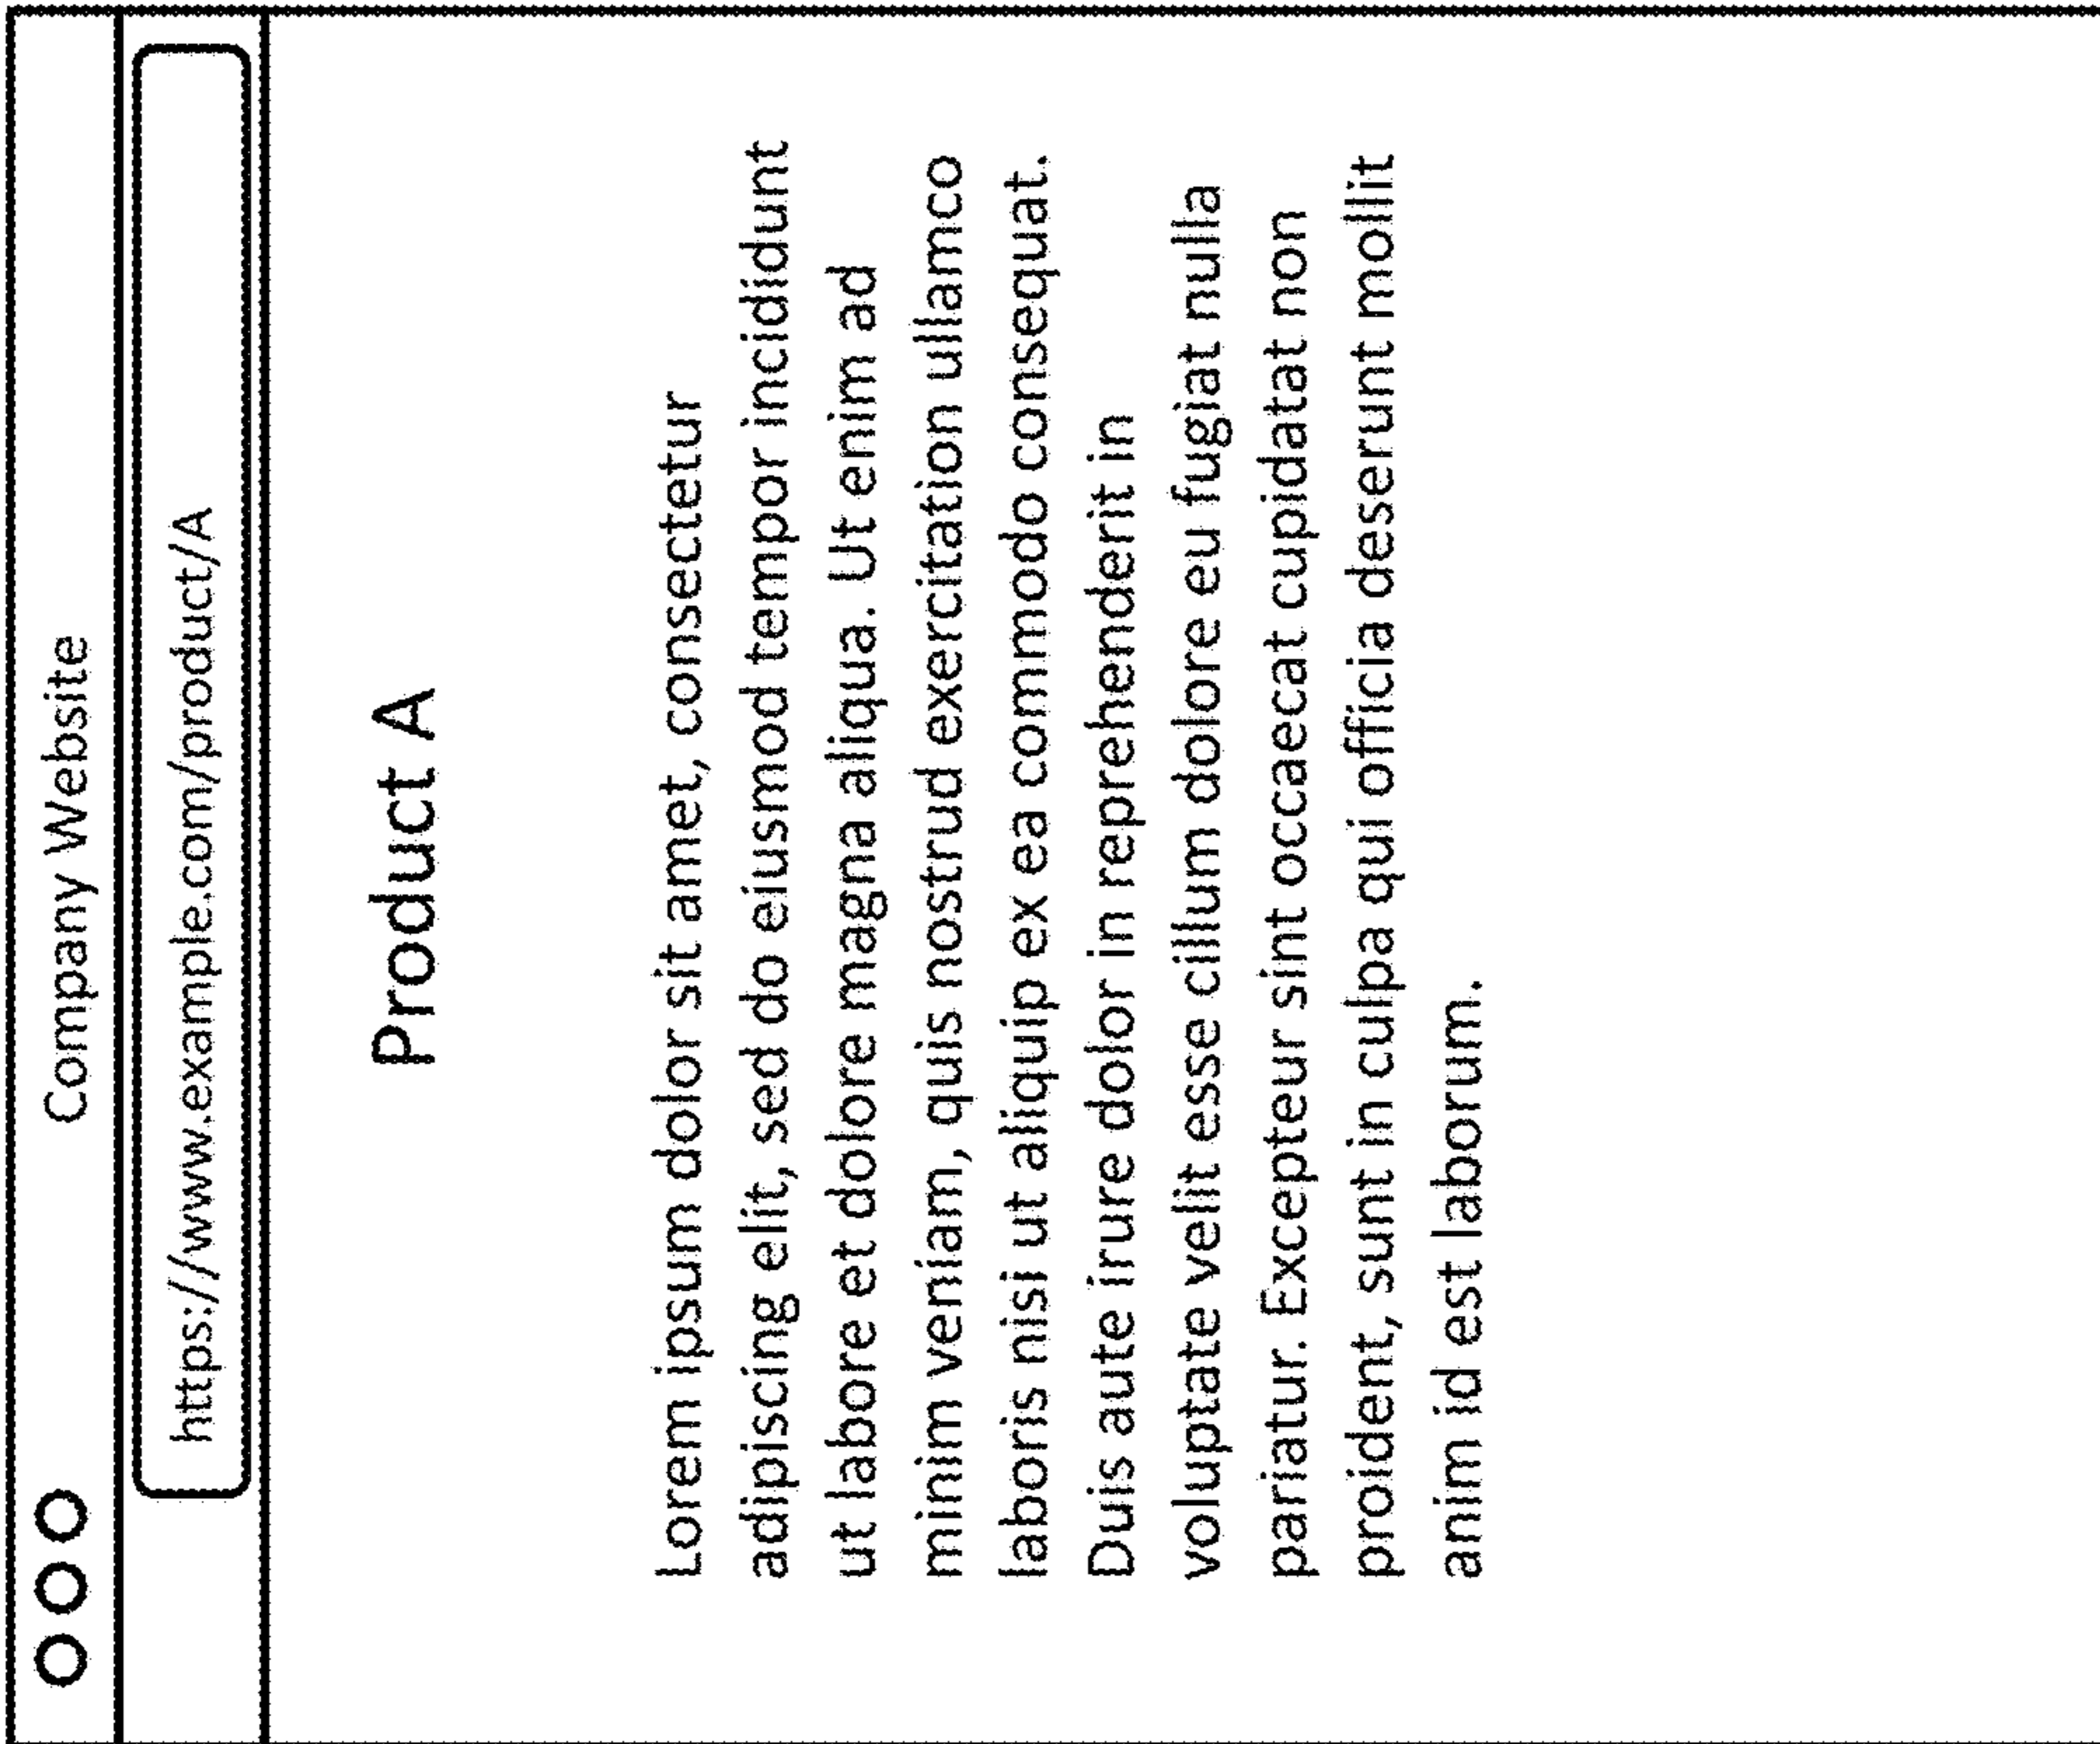 Company Website
https://www.example.com/product/A
Product A
Lorem ipsum dolor sit amet, consectetur
adipiscing elit, sed do eiusmod tempor incididunt
ut labore et dolore magna aliqua. Ut enim ad
minim veniam, quis nostrud exercitation ullamco
laboris nisi ut aliquip ex ea commodo consequat.
Duis aute irure dolor in reprehenderit in
voluptate velit esse cillum dolore eu fugiat nulla
pariatur. Excepteur sint occaecat cupidatat non
proident, sunt in culpa qui officia deserunt mollit
anim id est laborum.